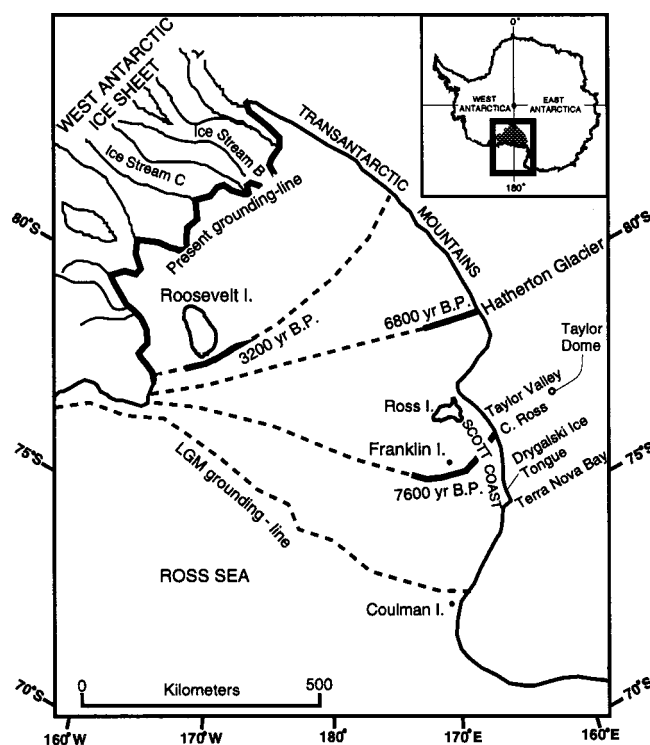 0°
WEST
ANTARCTICA
EAST
ANTARCTICA
180°
WEST ANTARCTIC
ICE SHEET
Ice Stream B
Ice Stream C
Present grounding-line
TRANSANTARCTIC
MOUNTAINS
80°S
80°S
Roosevelt I.
3200 yr B.P.
6800 yr B.P.
Hatherton Glacier
Taylor
Dome
Taylor Valley
Ross I.
C. Ross
SCOTT COAST
Drygalski Ice
Tongue
Franklin I.
75°S
75°S
7600 yr B.P.
Terra Nova Bay
LGM grounding - line
ROSS SEA
Coulman I.
0
Kilometers
500
70°S
70°S
160°W
170°W
180°
170°E
160°E